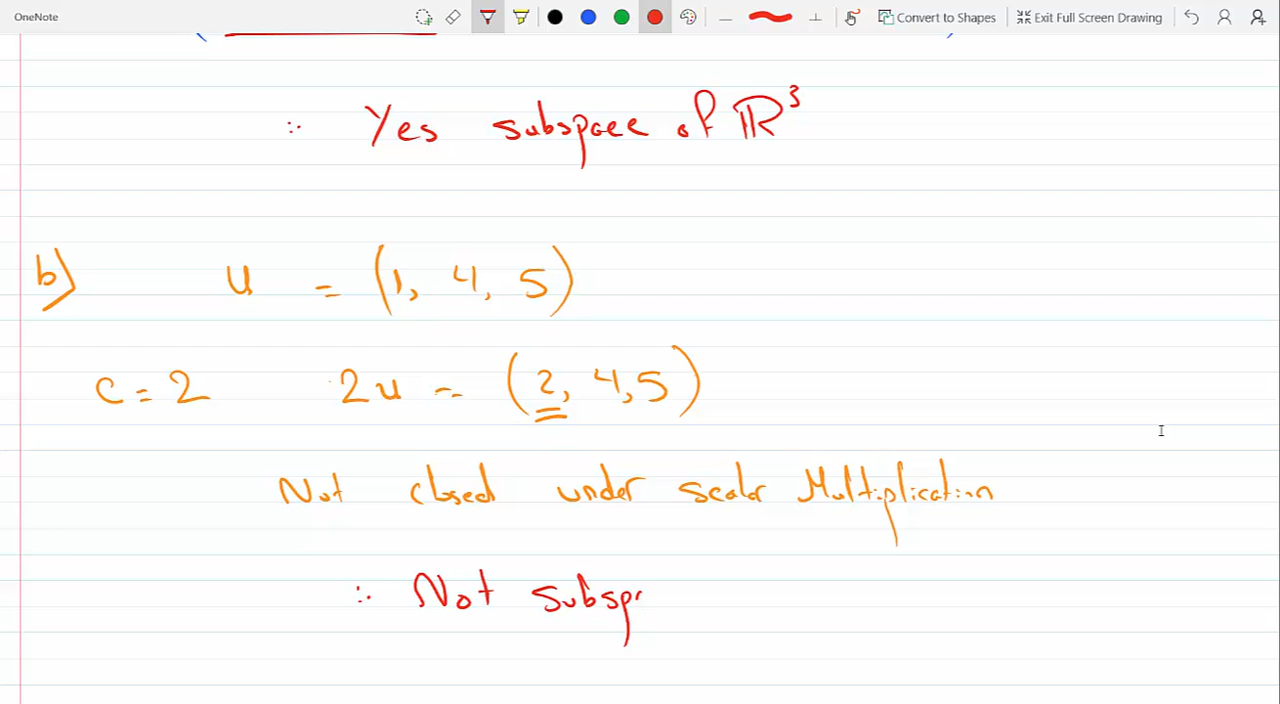 OneNote
Convert to Shapes
Exit Full Screen Drawing
∴ Yes subspace of ℝ³
b) u = (1, 4, 5)
c = 2 2u = (2, 4, 5)
Not closed under scalar Multiplication
∴ Not subspa